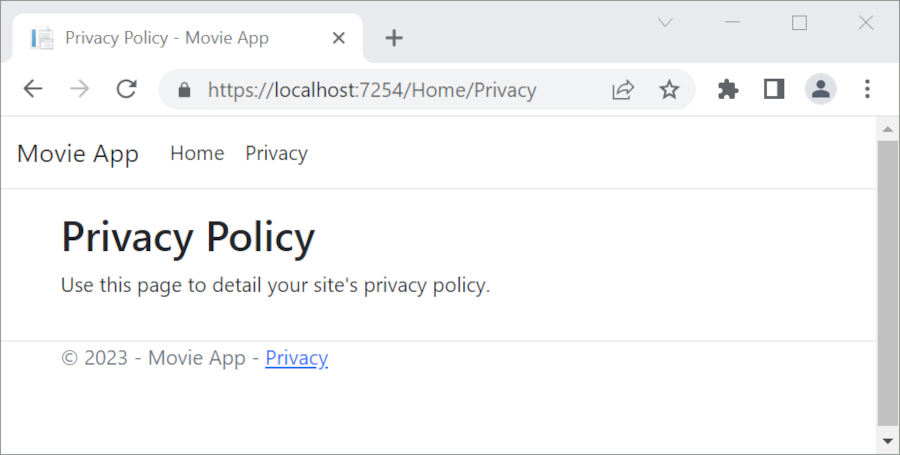 Privacy Policy - Movie App
https://localhost:7254/Home/Privacy
Movie App Home Privacy
Privacy Policy
Use this page to detail your site's privacy policy.
© 2023 - Movie App - Privacy